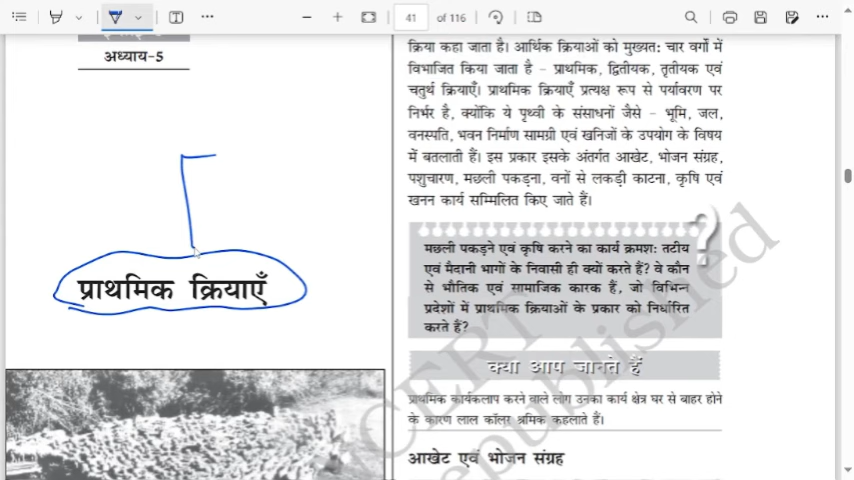 41 of 116
अध्याय-5
प्राथमिक क्रियाएँ
क्रिया कहा जाता है। आर्थिक क्रियाओं को मुख्यत: चार वर्गों में
विभाजित किया जाता है – प्राथमिक, द्वितीयक, तृतीयक एवं
चतुर्थ क्रियाएँ। प्राथमिक क्रियाएँ प्रत्यक्ष रूप से पर्यावरण पर
निर्भर है, क्योंकि ये पृथ्वी के संसाधनों जैसे – भूमि, जल,
वनस्पति, भवन निर्माण सामग्री एवं खनिजों के उपयोग के विषय
में बतलाती हैं। इस प्रकार इसके अंतर्गत आखेट, भोजन संग्रह,
पशुचारण, मछली पकड़ना, वनों से लकड़ी काटना, कृषि एवं
खनन कार्य सम्मिलित किए जाते हैं।
?
मछली पकड़ने एवं कृषि करने का कार्य क्रमश: तटीय
एवं मैदानी भागों के निवासी ही क्यों करते हैं? वे कौन
से भौतिक एवं सामाजिक कारक हैं, जो विभिन्न
प्रदेशों में प्राथमिक क्रियाओं के प्रकार को निर्धारित
करते हैं?
क्या आप जानते हैं
प्राथमिक कार्यकलाप करने वाले लोग उनका कार्य क्षेत्र घर से बाहर होने
के कारण लाल कॉलर श्रमिक कहलाते हैं।
आखेट एवं भोजन संग्रह
NCERT
republished